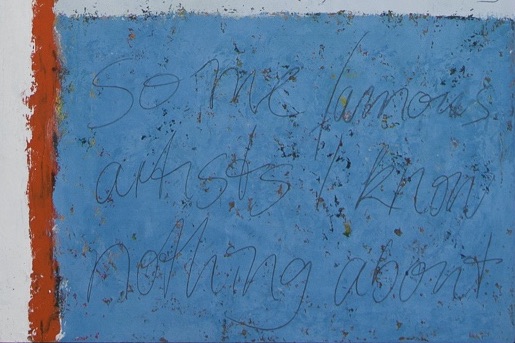 some famous
artists I know
nothing about